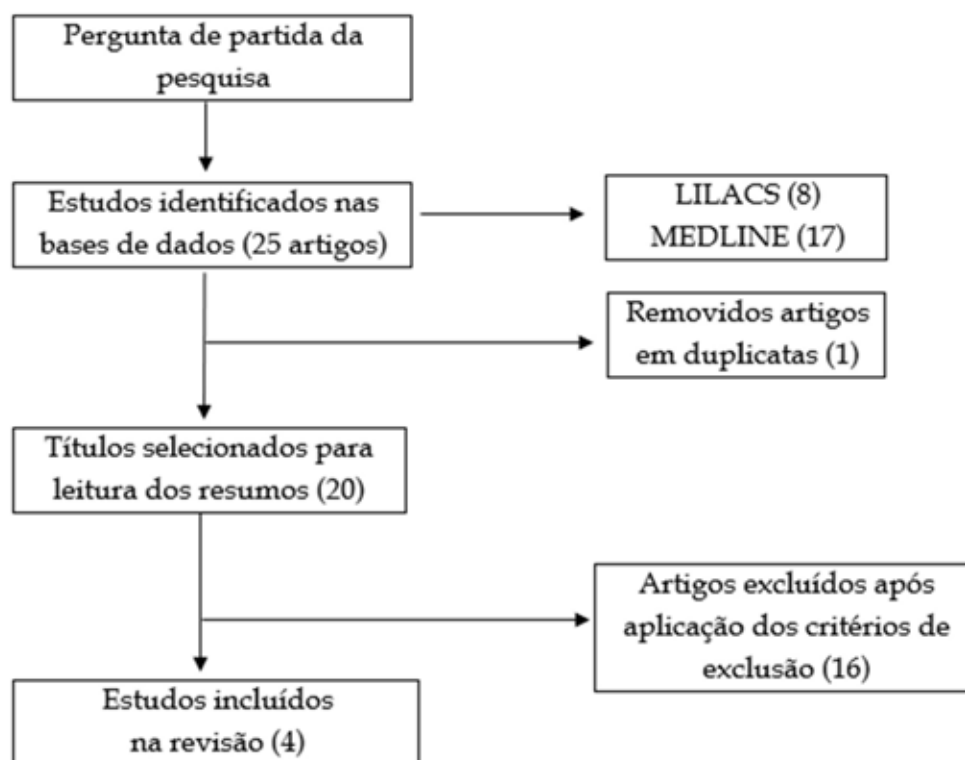 Pergunta de partida da
pesquisa
Estudos identificados nas
bases de dados (25 artigos)
LILACS (8)
MEDLINE (17)
Removidos artigos
em duplicatas (1)
Títulos selecionados para
leitura dos resumos (20)
Artigos excluídos após
aplicação dos critérios de
exclusão (16)
Estudos incluídos
na revisão (4)